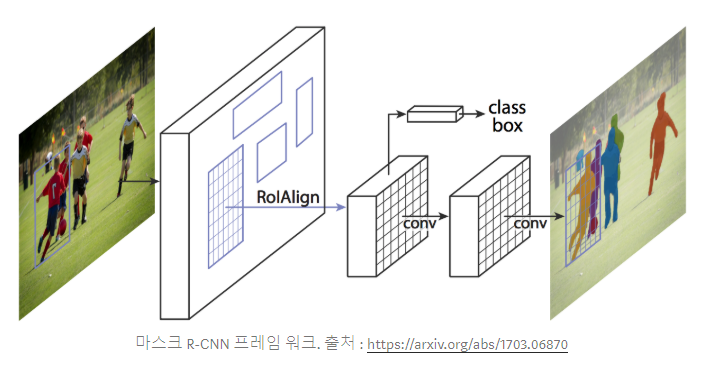 class
box
RoIAlign
conv
conv
마스크 R-CNN 프레임 워크. 출처 : https://arxiv.org/abs/1703.06870